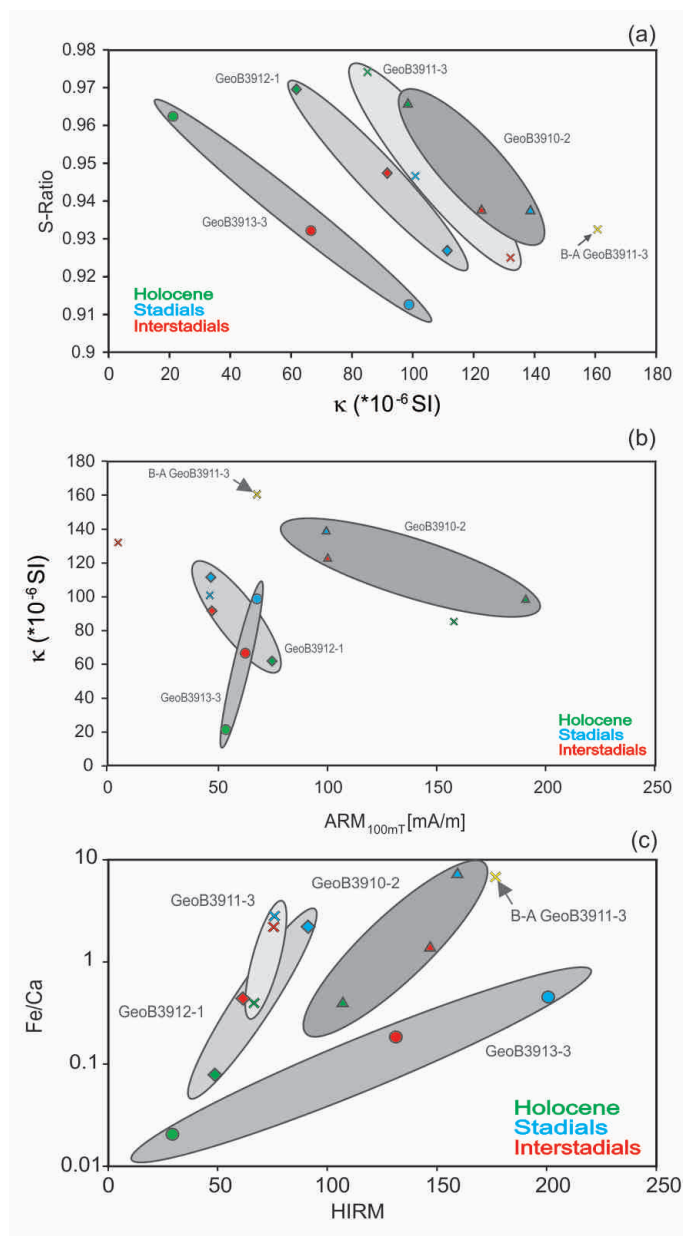 (a)
0.98
0.97
0.96
0.95
0.94
0.93
0.92
0.91
0.9
S-Ratio
GeoB3912-1
GeoB3911-3
GeoB3910-2
GeoB3913-3
B-A GeoB3911-3
Holocene
Stadials
Interstadials
0 20 40 60 80 100 120 140 160 180
κ (*10-6 SI)
(b)
180
160
140
120
100
80
60
40
20
0
κ (*10-6 SI)
B-A GeoB3911-3
GeoB3910-2
GeoB3912-1
GeoB3913-3
Holocene
Stadials
Interstadials
0 50 100 150 200 250
ARM100mT[mA/m]
(c)
10
1
0.1
0.01
Fe/Ca
GeoB3911-3
GeoB3910-2
B-A GeoB3911-3
GeoB3912-1
GeoB3913-3
Holocene
Stadials
Interstadials
0 50 100 150 200 250
HIRM